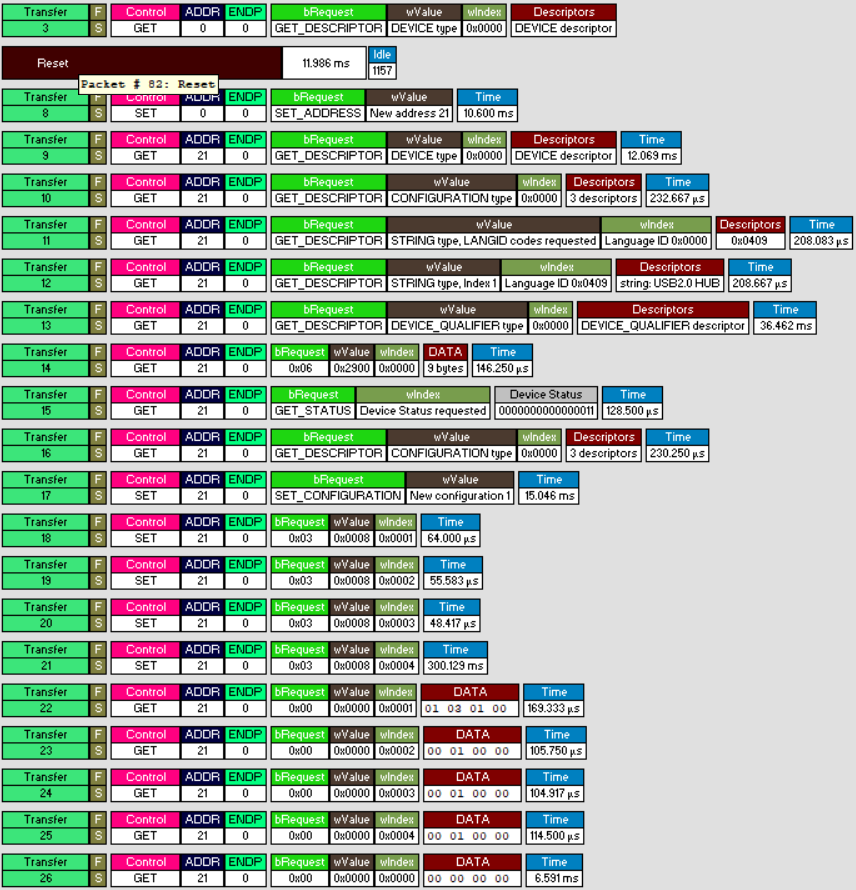 Transfer F Control ADDR ENDP bRequest wValue wIndex Descriptors
3 S GET 0 0 GET_DESCRIPTOR DEVICE type 0x0000 DEVICE descriptor
Reset 11.986 ms Idle
1157
Packet # 82: Reset
Transfer F Control ADDR ENDP bRequest wValue Time
8 S SET 0 0 SET_ADDRESS New address 21 10.600 ms
Transfer F Control ADDR ENDP bRequest wValue wIndex Descriptors Time
9 S GET 21 0 GET_DESCRIPTOR DEVICE type 0x0000 DEVICE descriptor 12.069 ms
Transfer F Control ADDR ENDP bRequest wValue wIndex Descriptors Time
10 S GET 21 0 GET_DESCRIPTOR CONFIGURATION type 0x0000 3 descriptors 232.667 µs
Transfer F Control ADDR ENDP bRequest wValue wIndex Descriptors Time
11 S GET 21 0 GET_DESCRIPTOR STRING type, LANGID codes requested Language ID 0x0000 0x0409 208.083 µs
Transfer F Control ADDR ENDP bRequest wValue wIndex Descriptors Time
12 S GET 21 0 GET_DESCRIPTOR STRING type, Index 1 Language ID 0x0409 string: USB2.0 HUB 208.667 µs
Transfer F Control ADDR ENDP bRequest wValue wIndex Descriptors Time
13 S GET 21 0 GET_DESCRIPTOR DEVICE_QUALIFIER type 0x0000 DEVICE_QUALIFIER descriptor 36.462 ms
Transfer F Control ADDR ENDP bRequest wValue wIndex DATA Time
14 S GET 21 0 0x06 0x2900 0x0000 9 bytes 146.250 µs
Transfer F Control ADDR ENDP bRequest wIndex Device Status Time
15 S GET 21 0 GET_STATUS Device Status requested 0000000000000011 128.500 µs
Transfer F Control ADDR ENDP bRequest wValue wIndex Descriptors Time
16 S GET 21 0 GET_DESCRIPTOR CONFIGURATION type 0x0000 3 descriptors 230.250 µs
Transfer F Control ADDR ENDP bRequest wValue Time
17 S SET 21 0 SET_CONFIGURATION New configuration 1 15.046 ms
Transfer F Control ADDR ENDP bRequest wValue wIndex Time
18 S SET 21 0 0x03 0x0008 0x0001 64.000 µs
Transfer F Control ADDR ENDP bRequest wValue wIndex Time
19 S SET 21 0 0x03 0x0008 0x0002 55.583 µs
Transfer F Control ADDR ENDP bRequest wValue wIndex Time
20 S SET 21 0 0x03 0x0008 0x0003 48.417 µs
Transfer F Control ADDR ENDP bRequest wValue wIndex Time
21 S SET 21 0 0x03 0x0008 0x0004 300.129 ms
Transfer F Control ADDR ENDP bRequest wValue wIndex DATA Time
22 S GET 21 0 0x00 0x0000 0x0001 01 03 01 00 169.333 µs
Transfer F Control ADDR ENDP bRequest wValue wIndex DATA Time
23 S GET 21 0 0x00 0x0000 0x0002 00 01 00 00 105.750 µs
Transfer F Control ADDR ENDP bRequest wValue wIndex DATA Time
24 S GET 21 0 0x00 0x0000 0x0003 00 01 00 00 104.917 µs
Transfer F Control ADDR ENDP bRequest wValue wIndex DATA Time
25 S GET 21 0 0x00 0x0000 0x0004 00 01 00 00 114.500 µs
Transfer F Control ADDR ENDP bRequest wValue wIndex DATA Time
26 S GET 21 0 0x00 0x0000 0x0000 00 00 00 00 6.591 ms